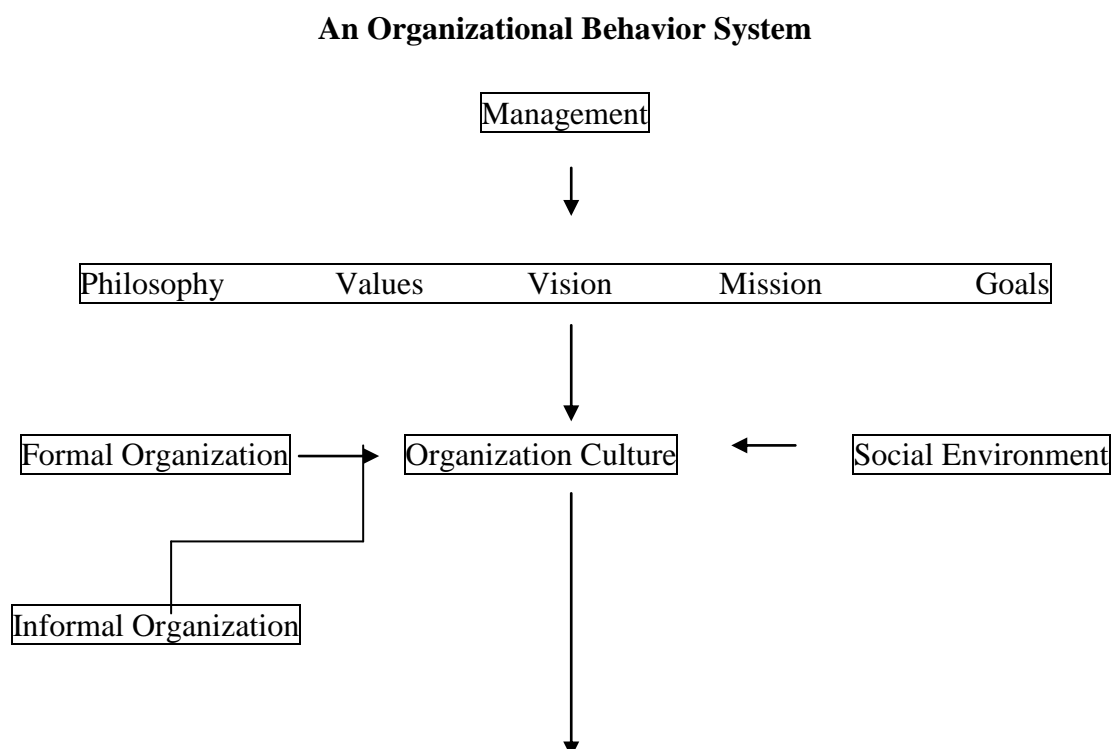 An Organizational Behavior System
Management
Philosophy Values Vision Mission Goals
Formal Organization Organization Culture Social Environment
Informal Organization